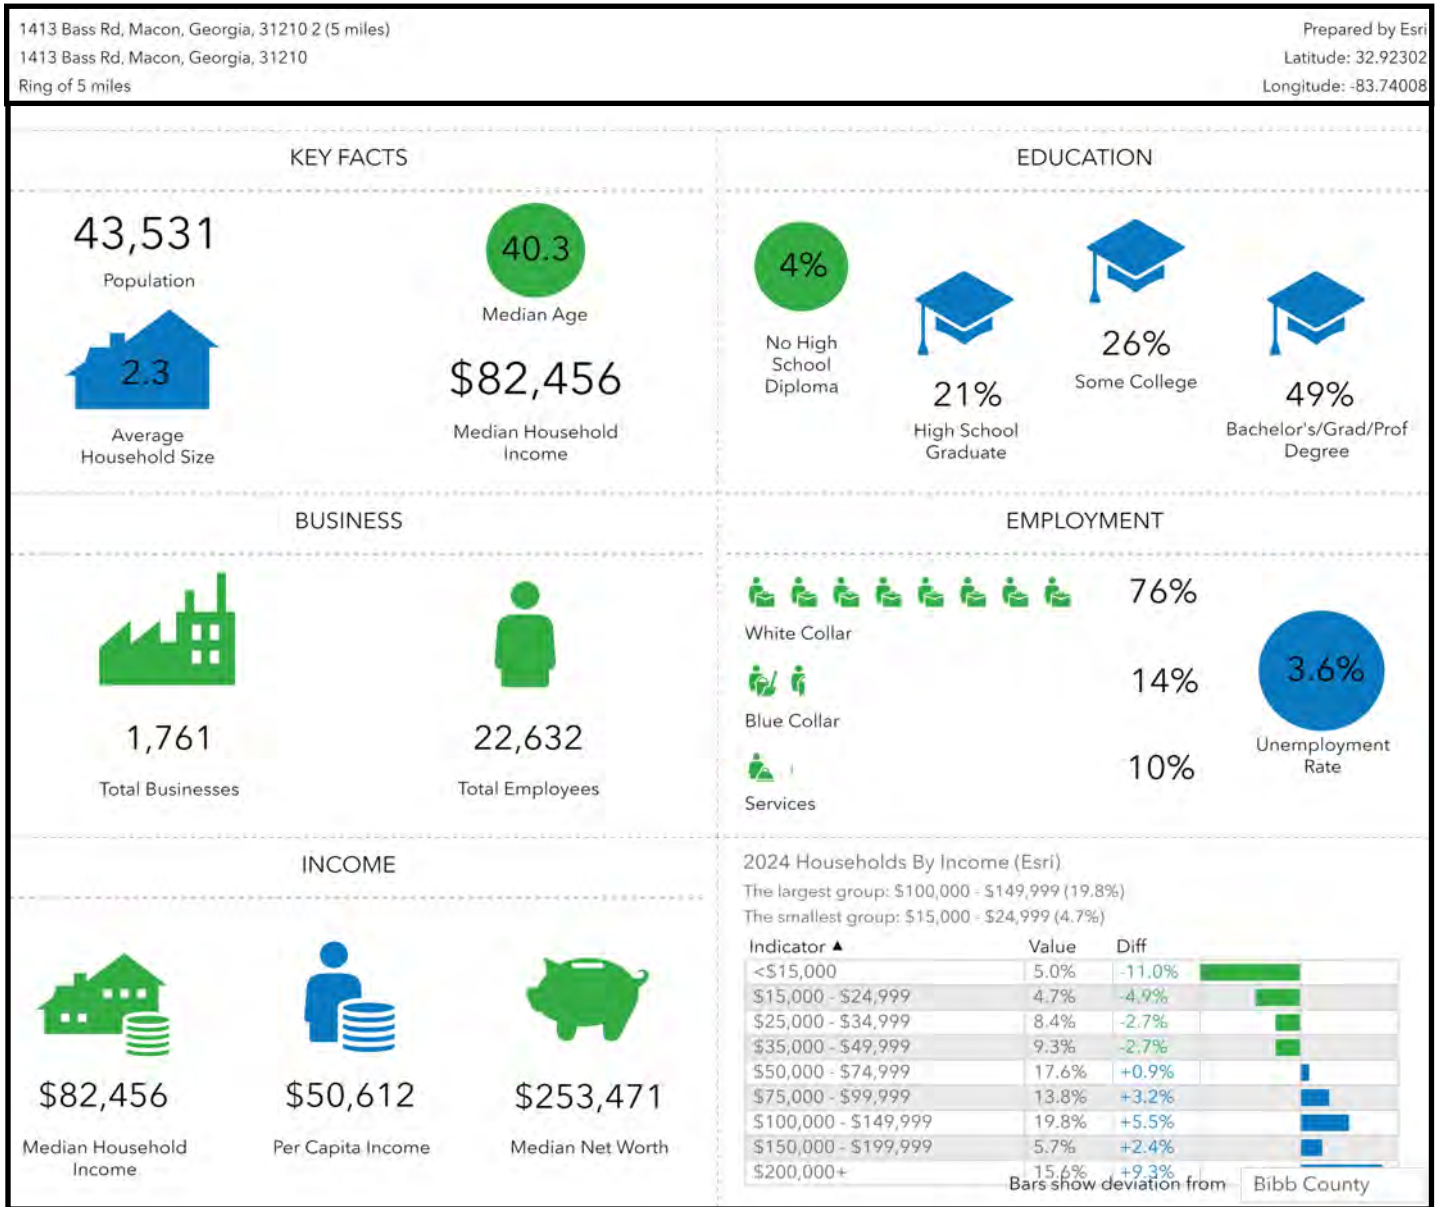 1413 Bass Rd, Macon, Georgia, 31210 2 (5 miles)
1413 Bass Rd, Macon, Georgia, 31210
Ring of 5 miles
Prepared by Esri
Latitude: 32.92302
Longitude: -83.74008
KEY FACTS
43,531
Population
40.3
Median Age
2.3
Average
Household Size
$82,456
Median Household
Income
EDUCATION
4%
No High
School
Diploma
21%
High School
Graduate
26%
Some College
49%
Bachelor's/Grad/Prof
Degree
BUSINESS
1,761
Total Businesses
22,632
Total Employees
EMPLOYMENT
76%
White Collar
14%
Blue Collar
10%
Services
3.6%
Unemployment
Rate
INCOME
$82,456
Median Household
Income
$50,612
Per Capita Income
$253,471
Median Net Worth
2024 Households By Income (Esri)
The largest group: $100,000 - $149,999 (19.8%)
The smallest group: $15,000 - $24,999 (4.7%)
Indicator ▲ Value Diff
<$15,000 5.0% -11.0%
$15,000 - $24,999 4.7% -4.9%
$25,000 - $34,999 8.4% -2.7%
$35,000 - $49,999 9.3% -2.7%
$50,000 - $74,999 17.6% +0.9%
$75,000 - $99,999 13.8% +3.2%
$100,000 - $149,999 19.8% +5.5%
$150,000 - $199,999 5.7% +2.4%
$200,000+ 15.6% +9.3%
Bars show deviation from Bibb County